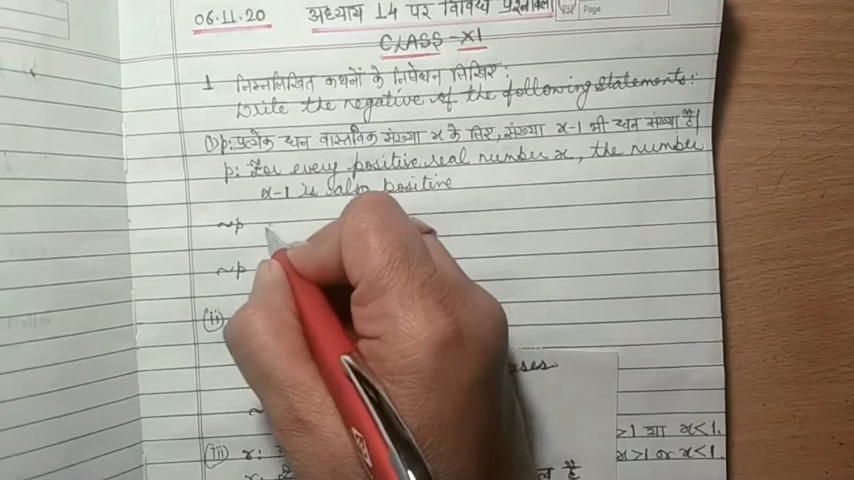 06.11.20 अध्याय 14 पर विविध प्रश्नावली Page
CLASS-XI
1 निम्नलिखित कथनों के निषेधन लिखिए:
Write the negative of the following statements:
(i) p: प्रत्येक धन वास्तविक संख्या x के लिए, संख्या x-1 भी धन संख्या है|
p: For every positive real number x, the number
x-1 is also positive
~p
~p
(ii)
~
>1 या x<1.
(iii) r:
x>1 or x<1.
r: है